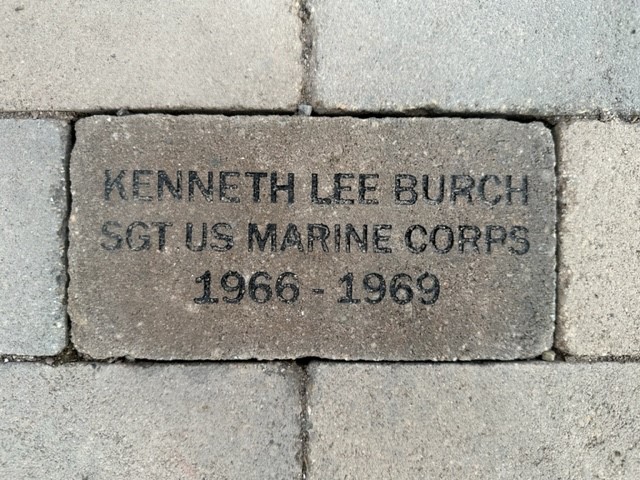 KENNETH LEE BURCH
SGT US MARINE CORPS
1966 - 1969